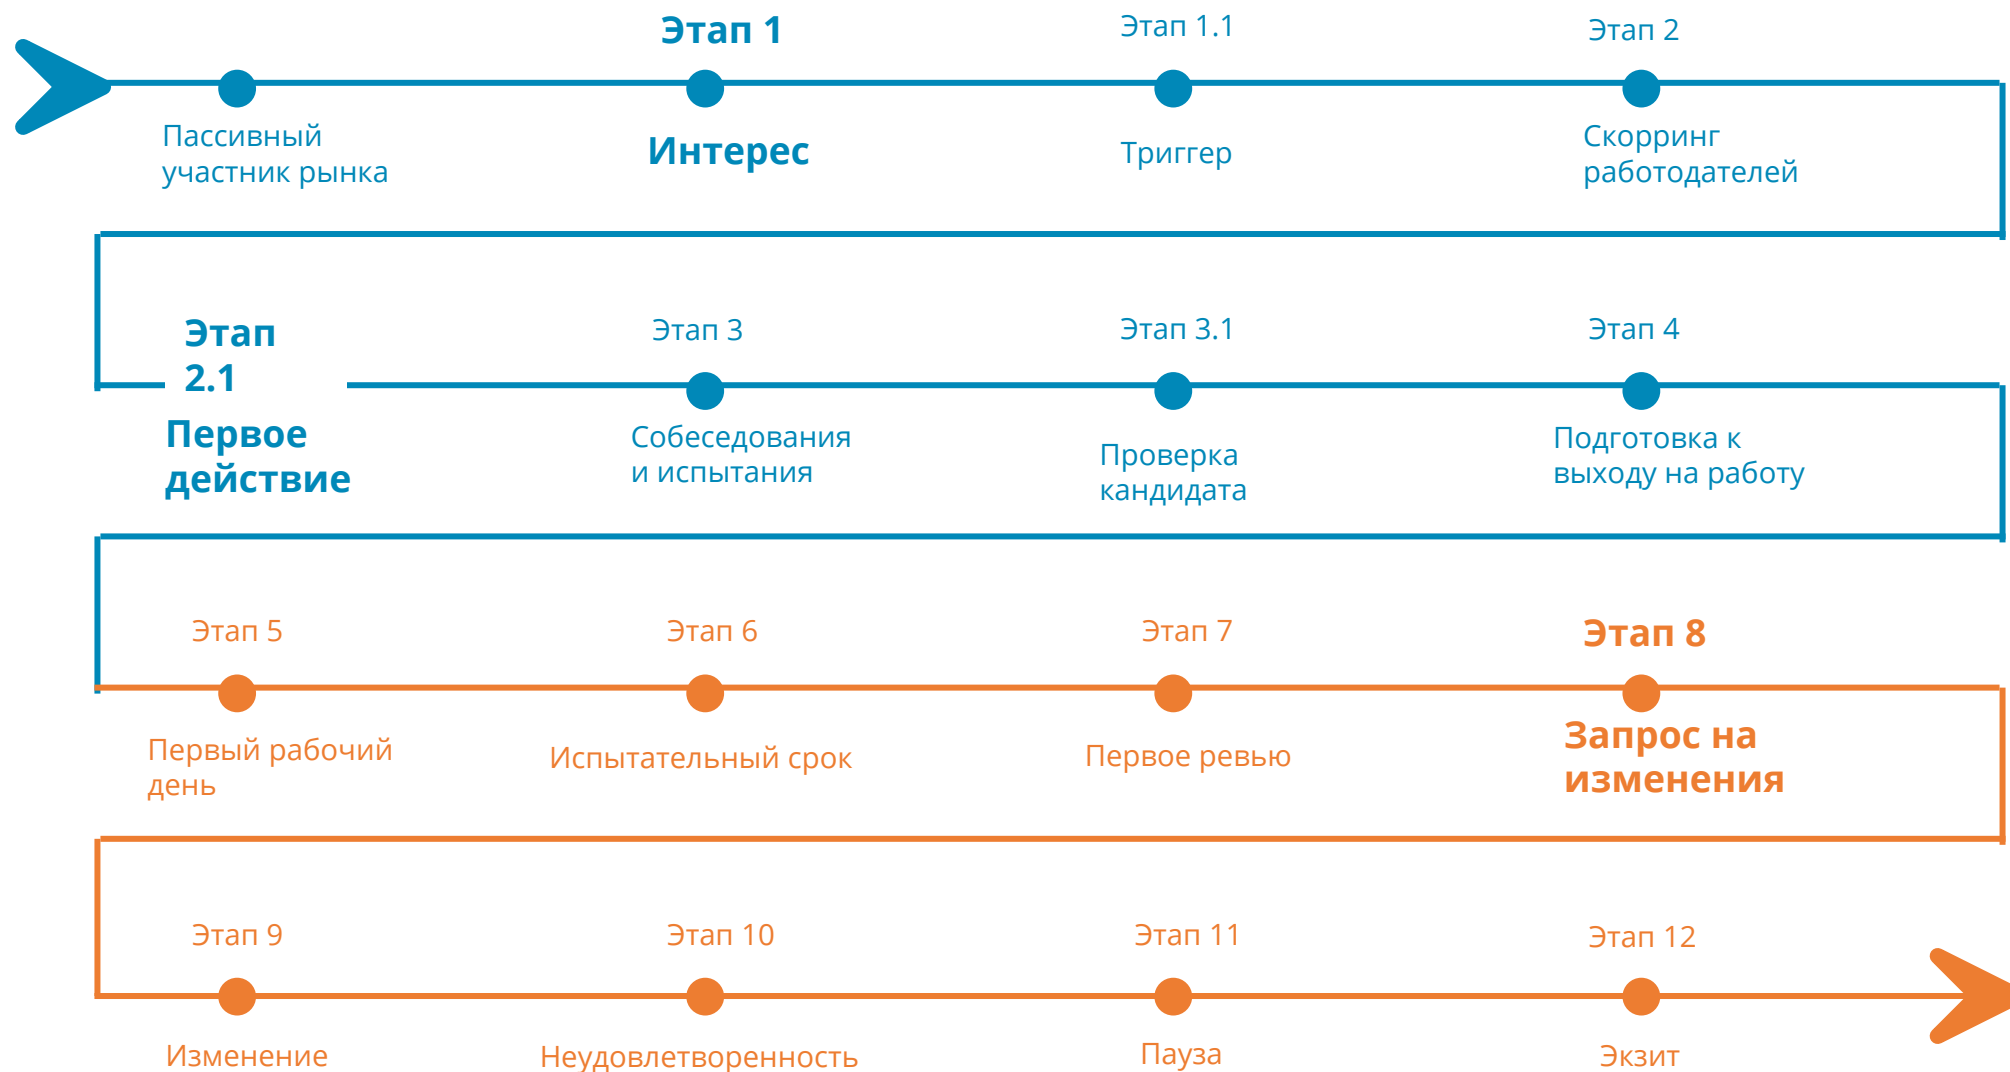 Этап 1
Этап 1.1
Этап 2
Пассивный
участник рынка
Интерес
Триггер
Скорринг
работодателей
Этап
2.1
Этап 3
Этап 3.1
Этап 4
Первое
действие
Собеседования
и испытания
Проверка
кандидата
Подготовка к
выходу на работу
Этап 5
Этап 6
Этап 7
Этап 8
Первый рабочий
день
Испытательный срок
Первое ревью
Запрос на
изменения
Этап 9
Этап 10
Этап 11
Этап 12
Изменение
Неудовлетворенность
Пауза
Экзит